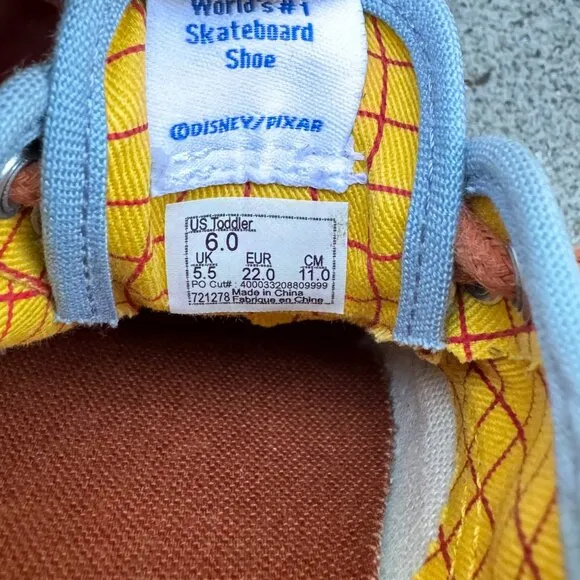 World's #1
Skateboard
Shoe
©DISNEY/PIXAR
US Toddler
6.0
UK EUR CM
5.5 22.0 11.0
PO Cut# : 400033208809999
721278 Made in China
Fabrique en Chine